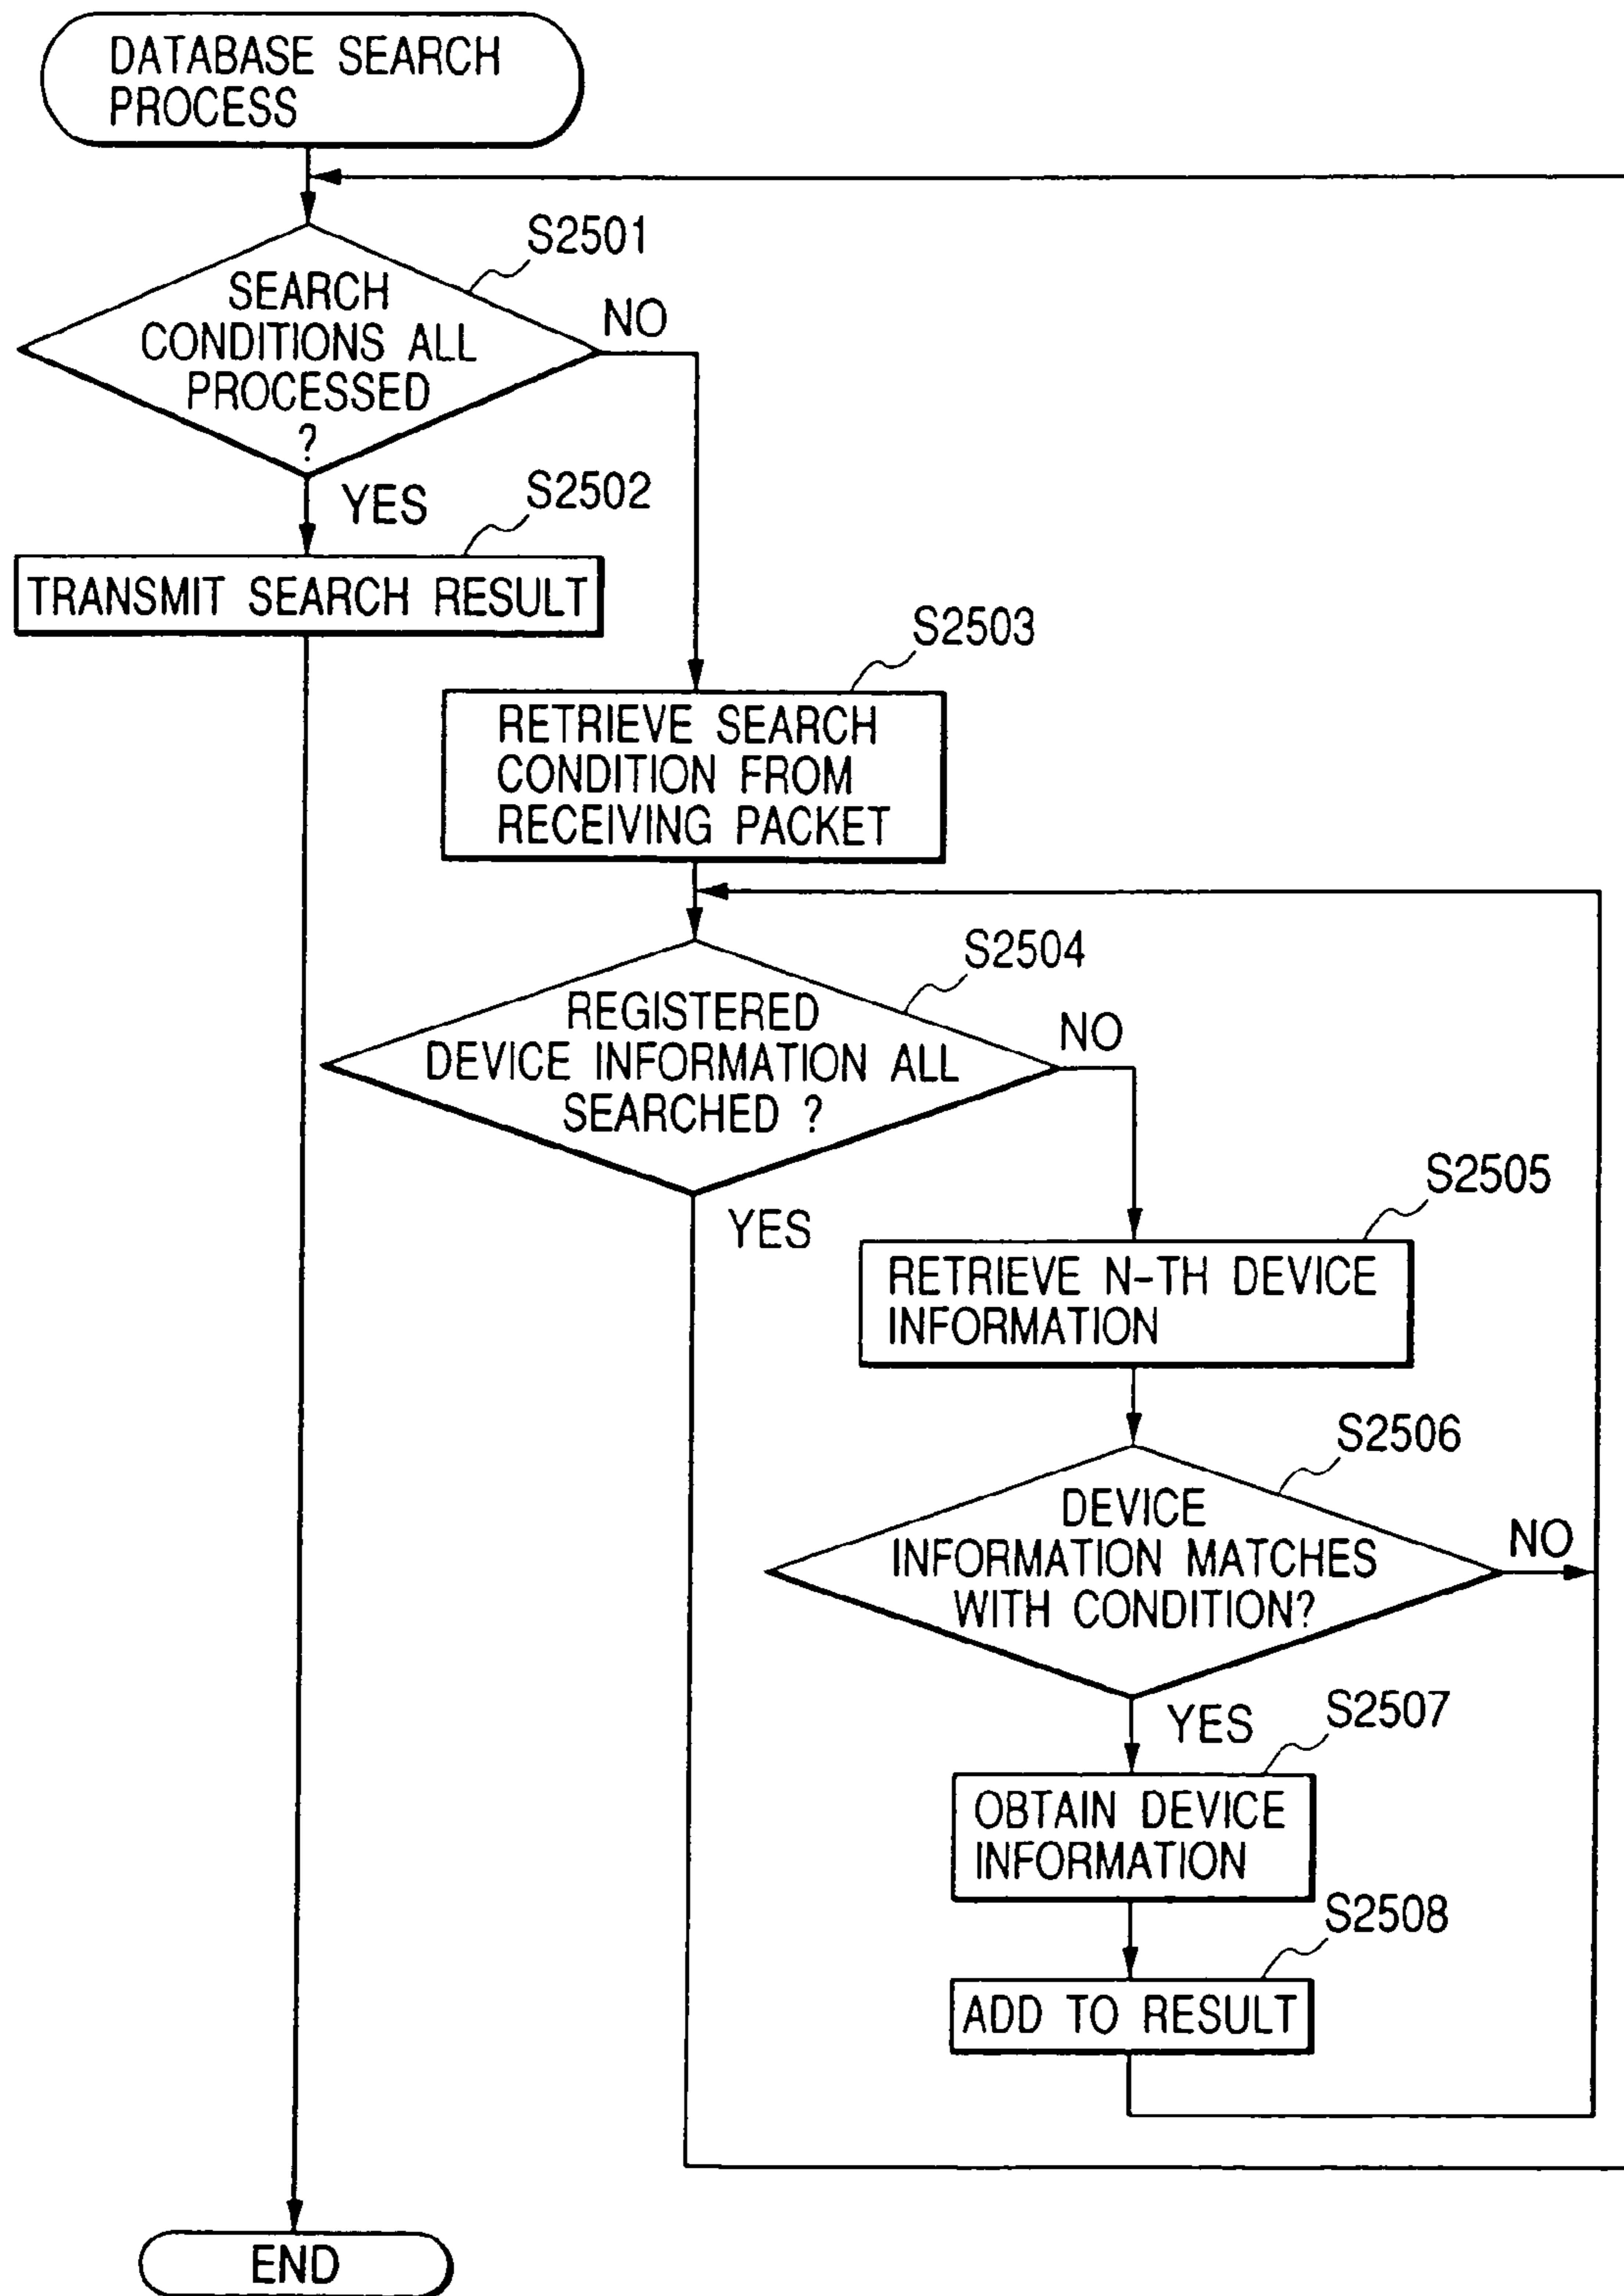 DATABASE SEARCH
PROCESS
S2501
SEARCH
CONDITIONS ALL
PROCESSED
?
NO
YES
S2502
TRANSMIT SEARCH RESULT
S2503
RETRIEVE SEARCH
CONDITION FROM
RECEIVING PACKET
S2504
REGISTERED
DEVICE INFORMATION ALL
SEARCHED ?
NO
YES
S2505
RETRIEVE N-TH DEVICE
INFORMATION
S2506
DEVICE
INFORMATION MATCHES
WITH CONDITION?
NO
YES
S2507
OBTAIN DEVICE
INFORMATION
S2508
ADD TO RESULT
END